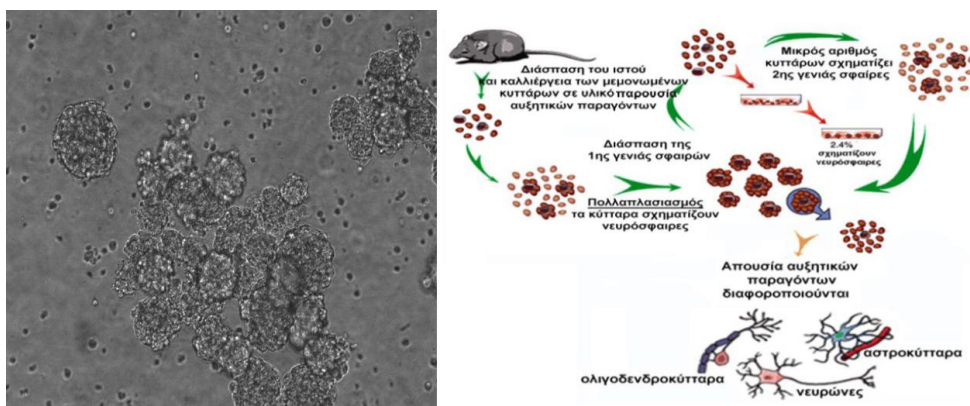 Διάσπαση του ιστού
και καλλιέργεια των μεμονωμένων
κυττάρων σε υλικό παρουσία
αυξητικών παραγόντων
Μικρός αριθμός
κυττάρων σχηματίζει
2ης γενιάς σφαίρες
2.4%
σχηματίζουν
νευρόσφαιρες
Διάσπαση της
1ης γενιάς σφαιρών
Πολλαπλασιασμός
τα κύτταρα σχηματίζουν
νευρόσφαιρες
Απουσία αυξητικών
παραγόντων
διαφοροποιούνται
ολιγοδενδροκύτταρα
αστροκύτταρα
νευρώνες